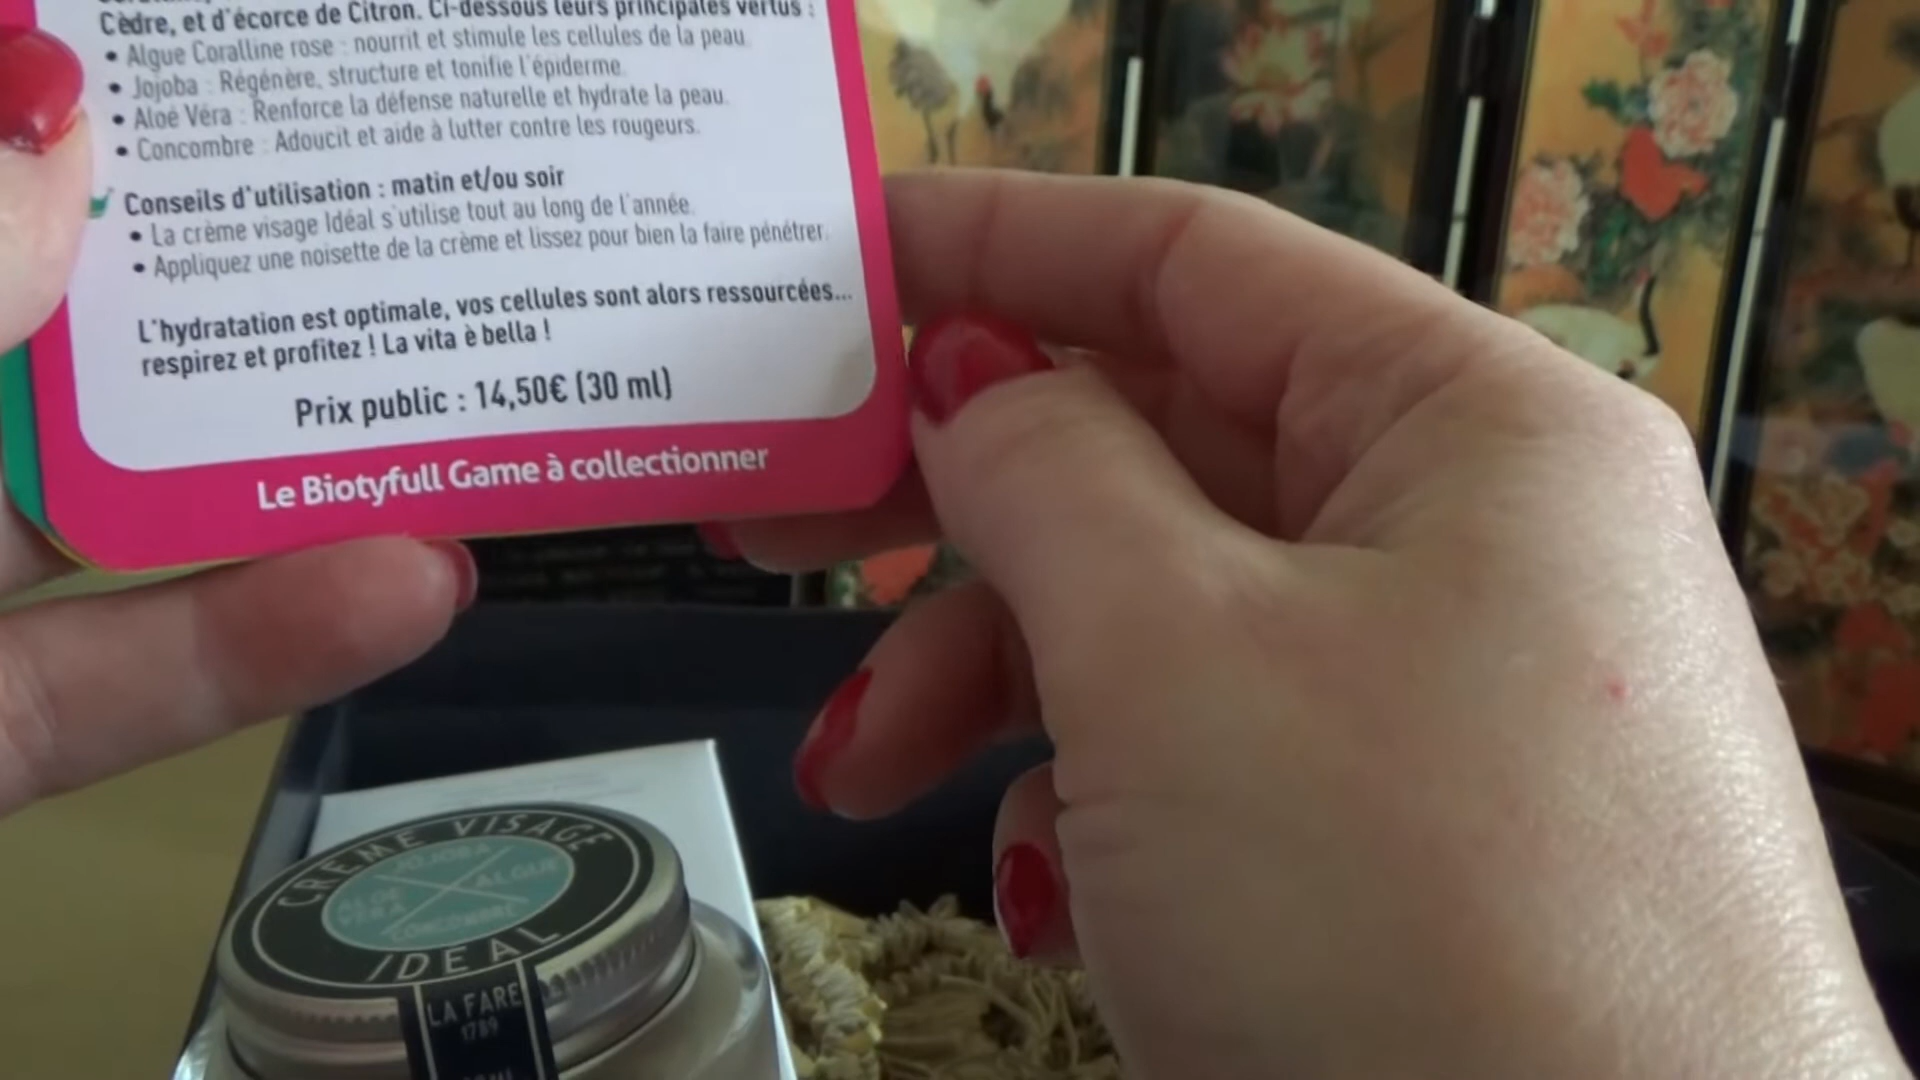 Cèdre, et d'écorce de Citron. Ci-dessous leurs principales vertus :
• Algue Coralline rose : nourrit et stimule les cellules de la peau.
• Jojoba : Régénère, structure et tonifie l'épiderme.
• Aloé Véra : Renforce la défense naturelle et hydrate la peau.
• Concombre : Adoucit et aide à lutter contre les rougeurs.
Conseils d'utilisation : matin et/ou soir
• La crème visage Idéal s'utilise tout au long de l'année.
• Appliquez une noisette de la crème et lissez pour bien la faire pénétrer.
L'hydratation est optimale, vos cellules sont alors ressourcées...
respirez et profitez ! La vita è bella !
Prix public : 14,50€ (30 ml)
Le Biotyfull Game à collectionner
CRÈME VISAGE
JOJOBA
ALOE
VERA
ALGUE
CONCOMBRE
IDÉAL
LA FARE
1789